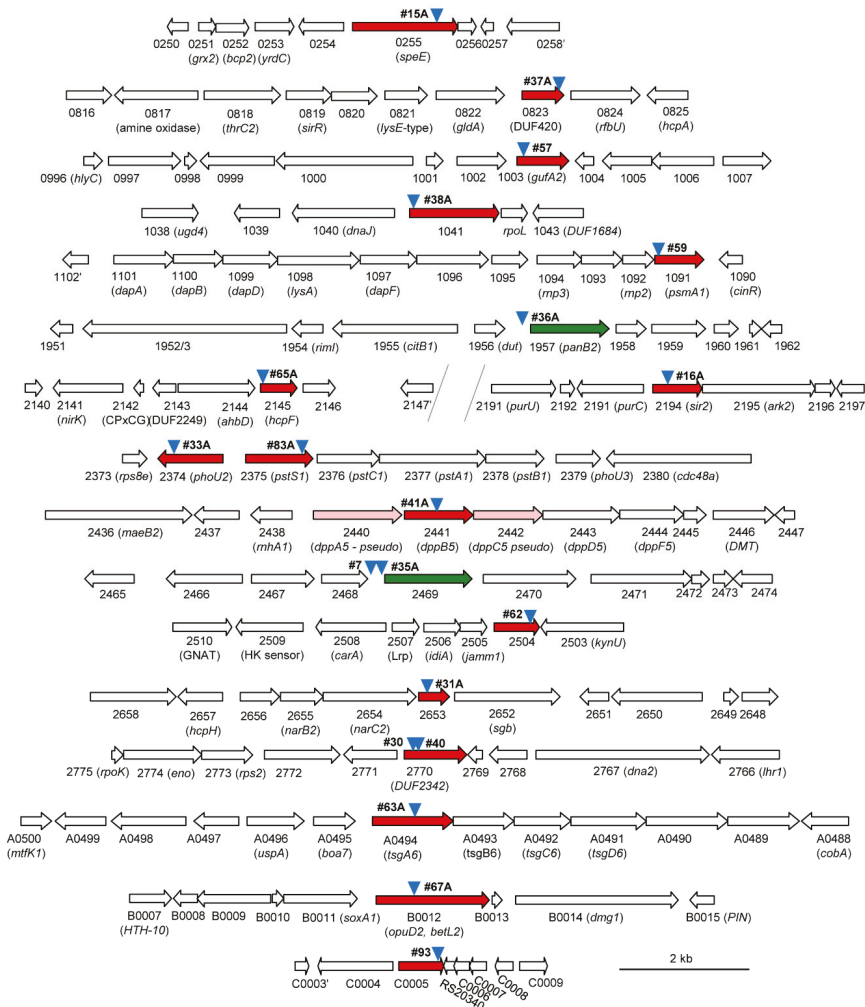 #15A
0250 0251 0252 0253 0254 0255 0256 0257 0258'
(grx2) (bcp2) (yrdC) (speE)
#37A
0816 0817 0818 0819 0820 0821 0822 0823 0824 0825
(amine oxidase) (thrC2) (sirR) (lysE-type) (gldA) (DUF420) (rfbU) (hcpA)
#57
0996 (hlyC) 0997 0998 0999 1000 1001 1002 1003 (gufA2) 1004 1005 1006 1007
#38A
1038 (ugd4) 1039 1040 (dnaJ) 1041 rpoL 1043 (DUF1684)
#59
1102' 1101 1100 1099 1098 1097 1096 1095 1094 1093 1092 1091 1090
(dapA) (dapB) (dapD) (lysA) (dapF) (rnp3) (rnp2) (psmA1) (cinR)
#36A
1951 1952/3 1954 (rimI) 1955 (citB1) 1956 (dut) 1957 (panB2) 1958 1959 1960 1961 1962
#65A #16A
2140 2141 2142 2143 2144 2145 2146 2147' 2191 (purU) 2192 2191 (purC) 2194 (sir2) 2195 (ark2) 2196 2197
(nirK) (CPxCG) (DUF2249) (ahbD) (hcpF)
#33A #83A
2373 (rps8e) 2374 (phoU2) 2375 (pstS1) 2376 (pstC1) 2377 (pstA1) 2378 (pstB1) 2379 (phoU3) 2380 (cdc48a)
#41A
2436 (maeB2) 2437 2438 2440 2441 2442 2443 2444 2445 2446 2447
(rnhA1) (dppA5 - pseudo) (dppB5) (dppC5 pseudo) (dppD5) (dppF5) (DMT)
#7 #35A
2465 2466 2467 2468 2469 2470 2471 2472 2473 2474
#62
2510 2509 2508 2507 2506 2505 2504 2503 (kynU)
(GNAT) (HK sensor) (carA) (Lrp) (idiA) (jamm1)
#31A
2658 2657 2656 2655 2654 2653 2652 2651 2650 2649 2648
(hcpH) (narB2) (narC2) (sgb)
#30 #40
2775 (rpoK) 2774 (eno) 2773 (rps2) 2772 2771 2770 2769 2768 2767 (dna2) 2766 (lhr1)
(DUF2342)
#63A
A0500 A0499 A0498 A0497 A0496 A0495 A0494 A0493 A0492 A0491 A0490 A0489 A0488
(mtfK1) (uspA) (boa7) (tsgA6) (tsgB6) (tsgC6) (tsgD6) (cobA)
#67A
B0007 B0008 B0009 B0010 B0011 (soxA1) B0012 B0013 B0014 (dmg1) B0015 (PIN)
(HTH-10) (opuD2, betL2)
#93
C0003' C0004 C0005 RS20340 C0006 C0007 C0008 C0009
2 kb